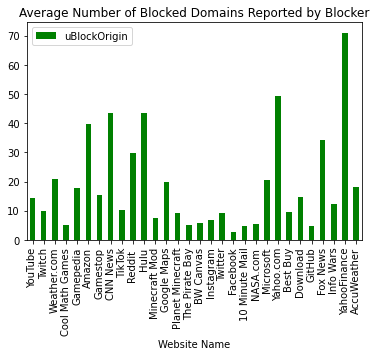 Average Number of Blocked Domains Reported by Blocker
uBlockOrigin
70
60
50
40
30
20
10
0
YouTube
Twitch
Weather.com
Cool Math Games
Gamepedia
Amazon
Gamestop
CNN News
TikTok
Reddit
Hulu
Minecraft Mod
Google Maps
Planet Minecraft
The Pirate Bay
BW Canvas
Instagram
Twitter
Facebook
10 Minute Mail
NASA.com
Microsoft
Yahoo.com
Best Buy
Download
GitHub
Fox News
Info Wars
YahooFinance
AccuWeather
Website Name